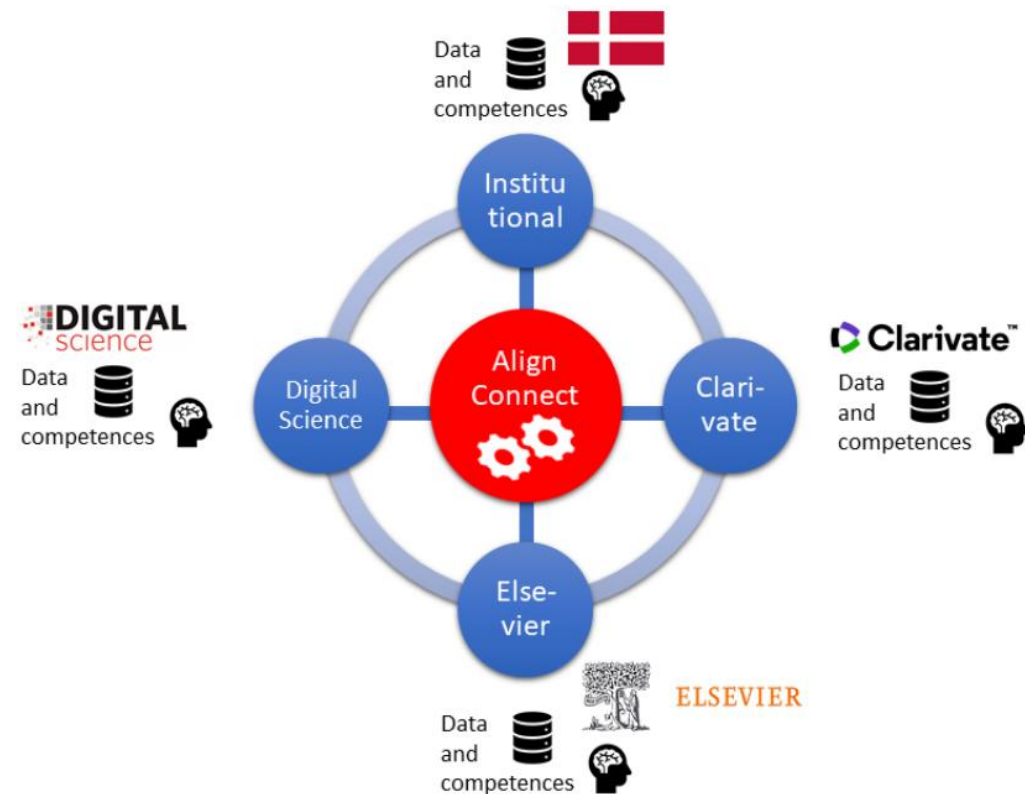 Data
and
competences
Institu
tional
DIGITAL
science
Data
and
competences
Digital
Science
Align
Connect
Clari-
vate
Clarivate™
Data
and
competences
Else-
vier
ELSEVIER
Data
and
competences